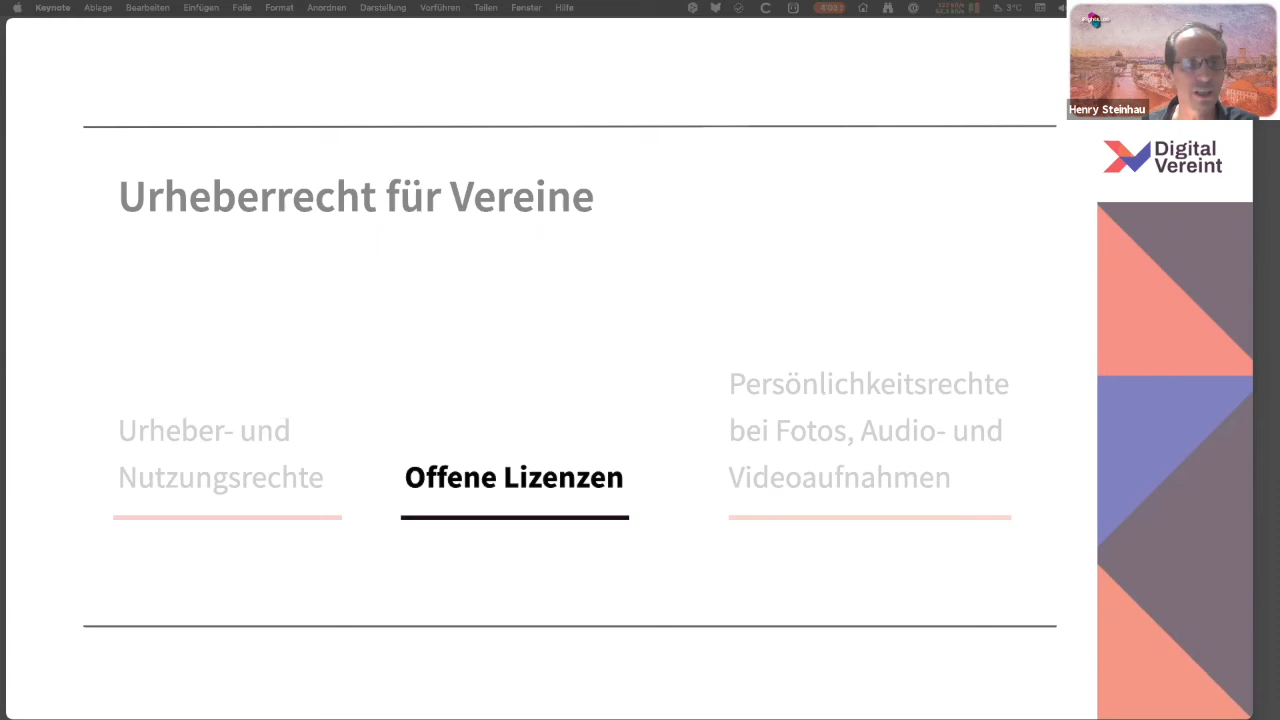 Keynote Ablage Bearbeiten Einfügen Folie Format Anordnen Darstellung Vorführen Teilen Fenster Hilfe
3°C
Henry Steinhau
Digital
Vereint
Urheberrecht für Vereine
Urheber- und
Nutzungsrechte
Offene Lizenzen
Persönlichkeitsrechte
bei Fotos, Audio- und
Videoaufnahmen